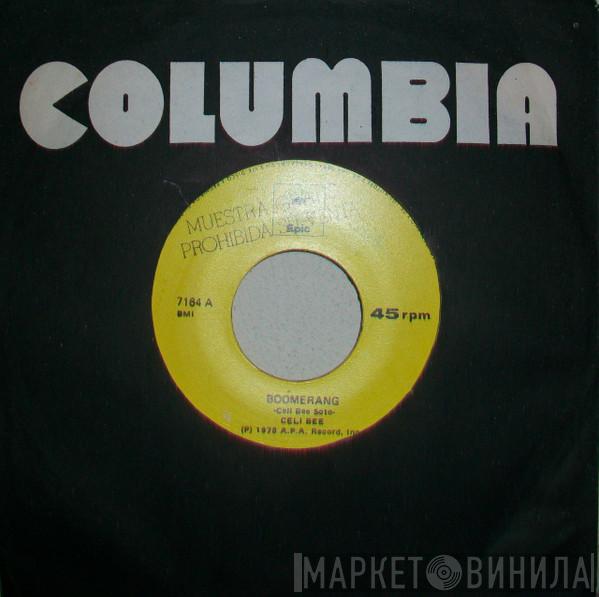 COLUMBIA
MUESTRA
PROHIBIDA
Epic
7164 A
BMI
45 rpm
BOOMERANG
-Celi Bee Soto-
CELI BEE
(P) 1978 A.P.A. Record, Inc
МАРКЕТ ВИНИЛА